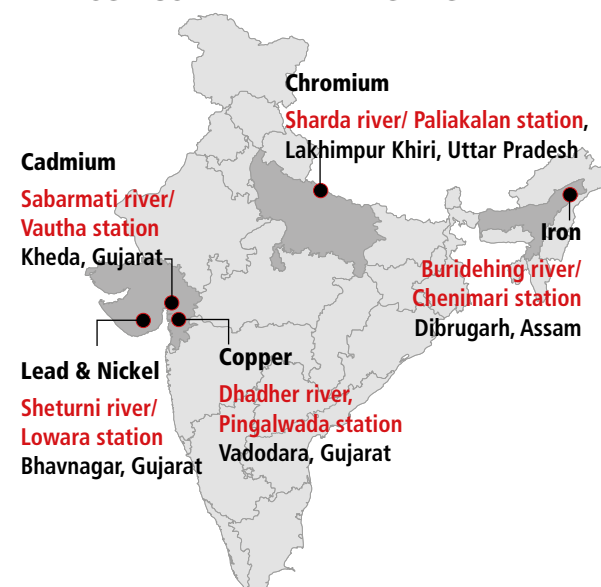 Chromium
Sharda river/ Paliakalan station,
Lakhimpur Khiri, Uttar Pradesh
Cadmium
Sabarmati river/
Vautha station
Kheda, Gujarat
Iron
Buridehing river/
Chenimari station
Dibrugarh, Assam
Lead & Nickel
Sheturni river/
Lowara station
Bhavnagar, Gujarat
Copper
Dhadher river,
Pingalwada station
Vadodara, Gujarat